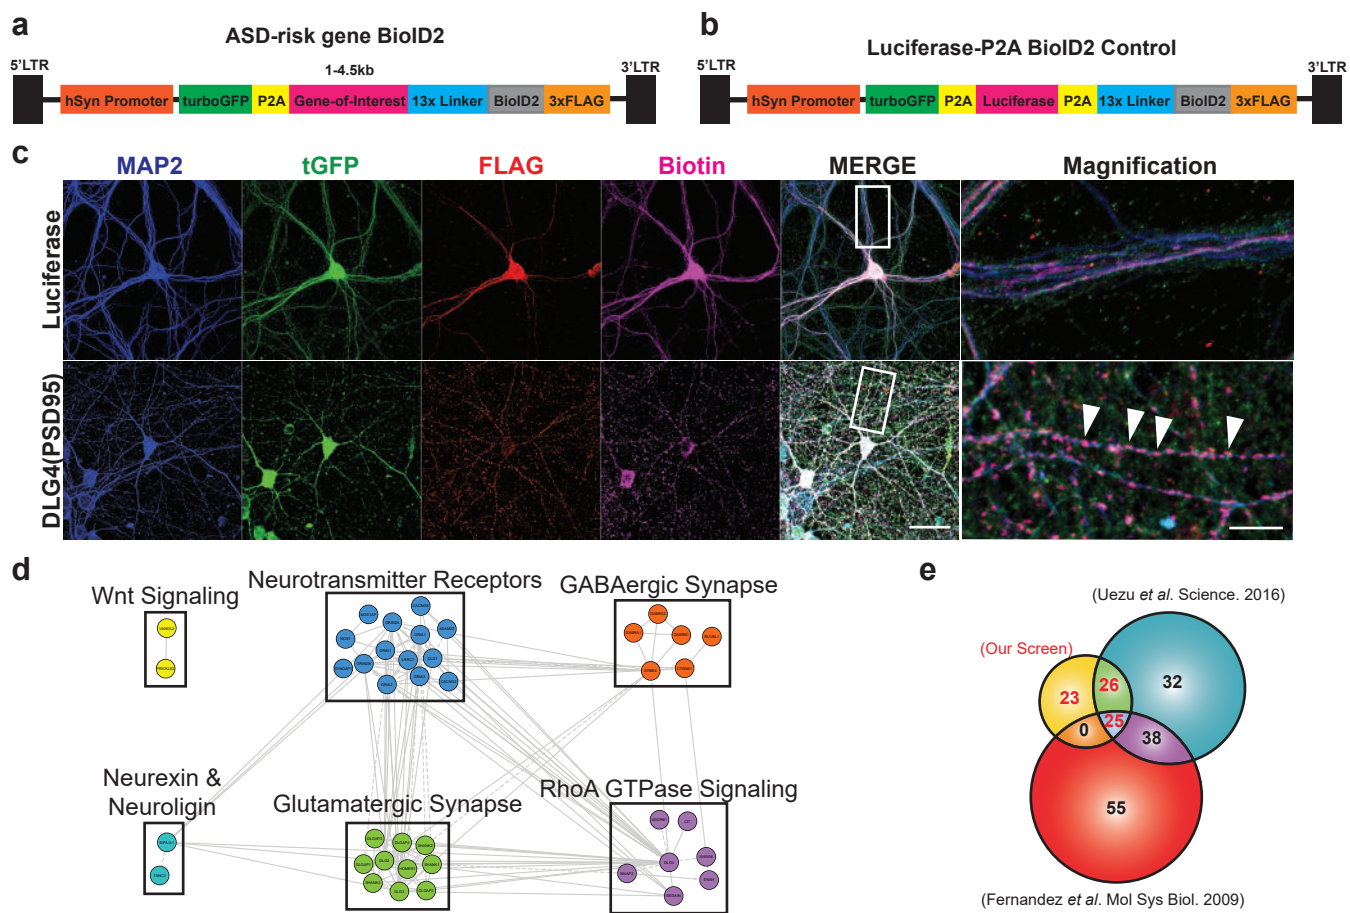 a
ASD-risk gene BioID2
1-4.5kb
5'LTR
3'LTR
hSyn Promoter
turboGFP
P2A
Gene-of-Interest
13x Linker
BioID2
3xFLAG
b
Luciferase-P2A BioID2 Control
5'LTR
3'LTR
hSyn Promoter
turboGFP
P2A
Luciferase
P2A
13x Linker
BioID2
3xFLAG
c
MAP2
tGFP
FLAG
Biotin
MERGE
Magnification
Luciferase
DLG4(PSD95)
d
Wnt Signaling
Neurotransmitter Receptors
GABAergic Synapse
Neurexin &
Neuroligin
Glutamatergic Synapse
RhoA GTPase Signaling
e
(Uezu et al. Science. 2016)
(Our Screen)
23
26
32
25
0
38
55
(Fernandez et al. Mol Sys Biol. 2009)